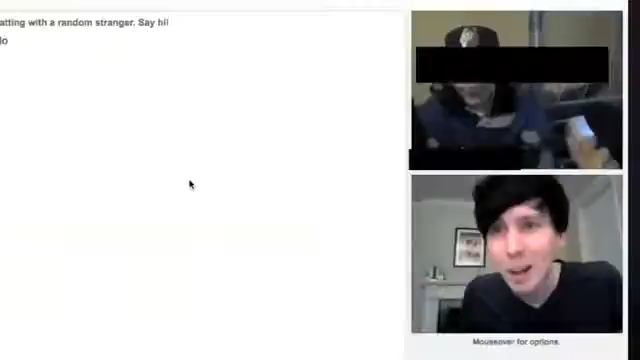 atting with a random stranger. Say hi!
lo
Mouseover for options.